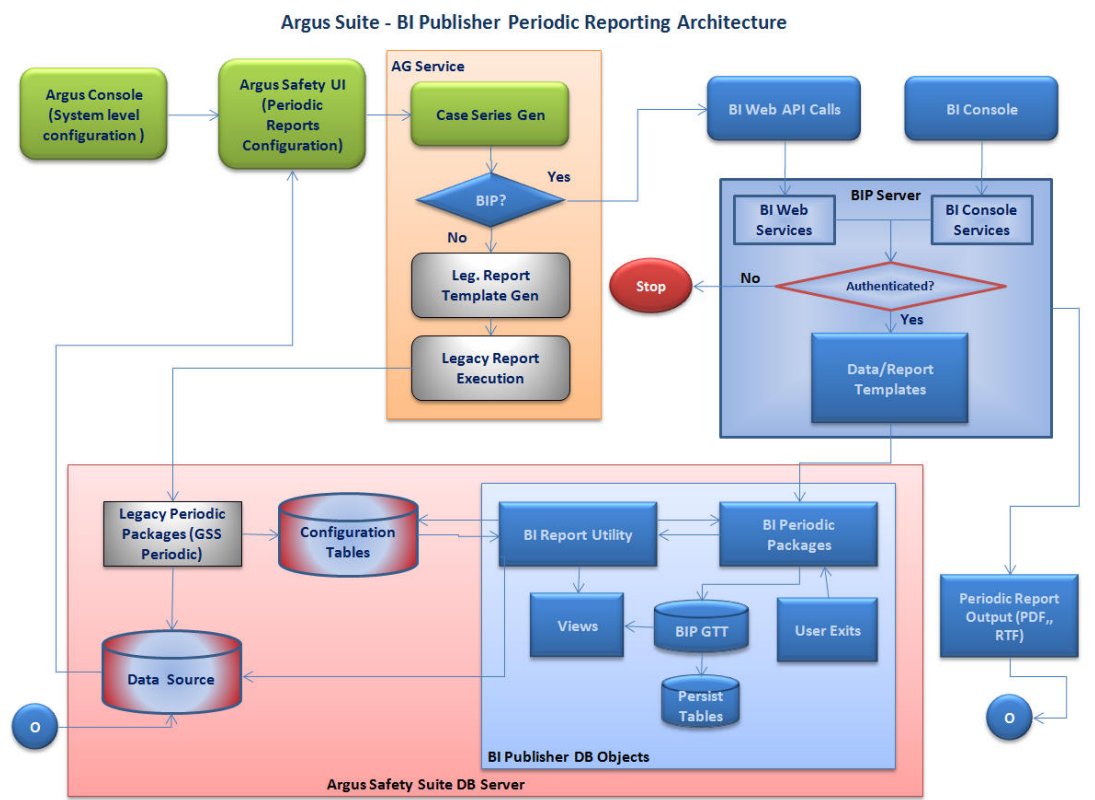 Argus Suite - BI Publisher Periodic Reporting Architecture
Argus Console
(System level
configuration )
Argus Safety UI
(Periodic
Reports
Configuration)
AG Service
Case Series Gen
BIP?
Yes
No
Leg. Report
Template Gen
Legacy Report
Execution
BI Web API Calls
BI Console
BIP Server
BI Web
Services
BI Console
Services
Authenticated?
No
Stop
Yes
Data/Report
Templates
Legacy Periodic
Packages (GSS
Periodic)
Configuration
Tables
BI Report Utility
BI Periodic
Packages
Views
BIP GTT
User Exits
Persist
Tables
Data Source
O
Periodic Report
Output (PDF,,
RTF)
O
BI Publisher DB Objects
Argus Safety Suite DB Server